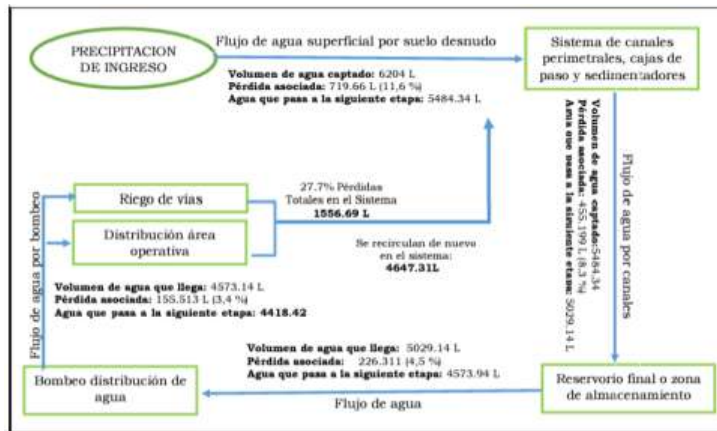 PRECIPITACION
DE INGRESO
Flujo de agua superficial por suelo desnudo
Volumen de agua captado: 6204 L
Pérdida asociada: 719.66 L (11,6 %)
Agua que pasa a la siguiente etapa: 5484.34 L
Sistema de canales
perimetrales, cajas de
paso y sedimentadores
Flujo de agua por canales
Volumen de agua captado:5484.34
Pérdida asociada: 455.199 L (8.3 %)
Agua que pasa a la siguiente etapa: 5029.14 L
Riego de vías
Distribución área
operativa
27.7% Pérdidas
Totales en el Sistema
1556.69 L
Se recirculan de nuevo
en el sistema:
4647.31L
Flujo de agua por bombeo
Volumen de agua que llega: 4573.14 L
Pérdida asociada: 155.513 L (3,4 %)
Agua que pasa a la siguiente etapa: 4418.42
Volumen de agua que llega: 5029.14 L
Pérdida asociada: 226.311 (4,5 %)
Agua que pasa a la siguiente etapa: 4573.94 L
Bombeo distribución de
agua
Flujo de agua
Reservorio final o zona
de almacenamiento